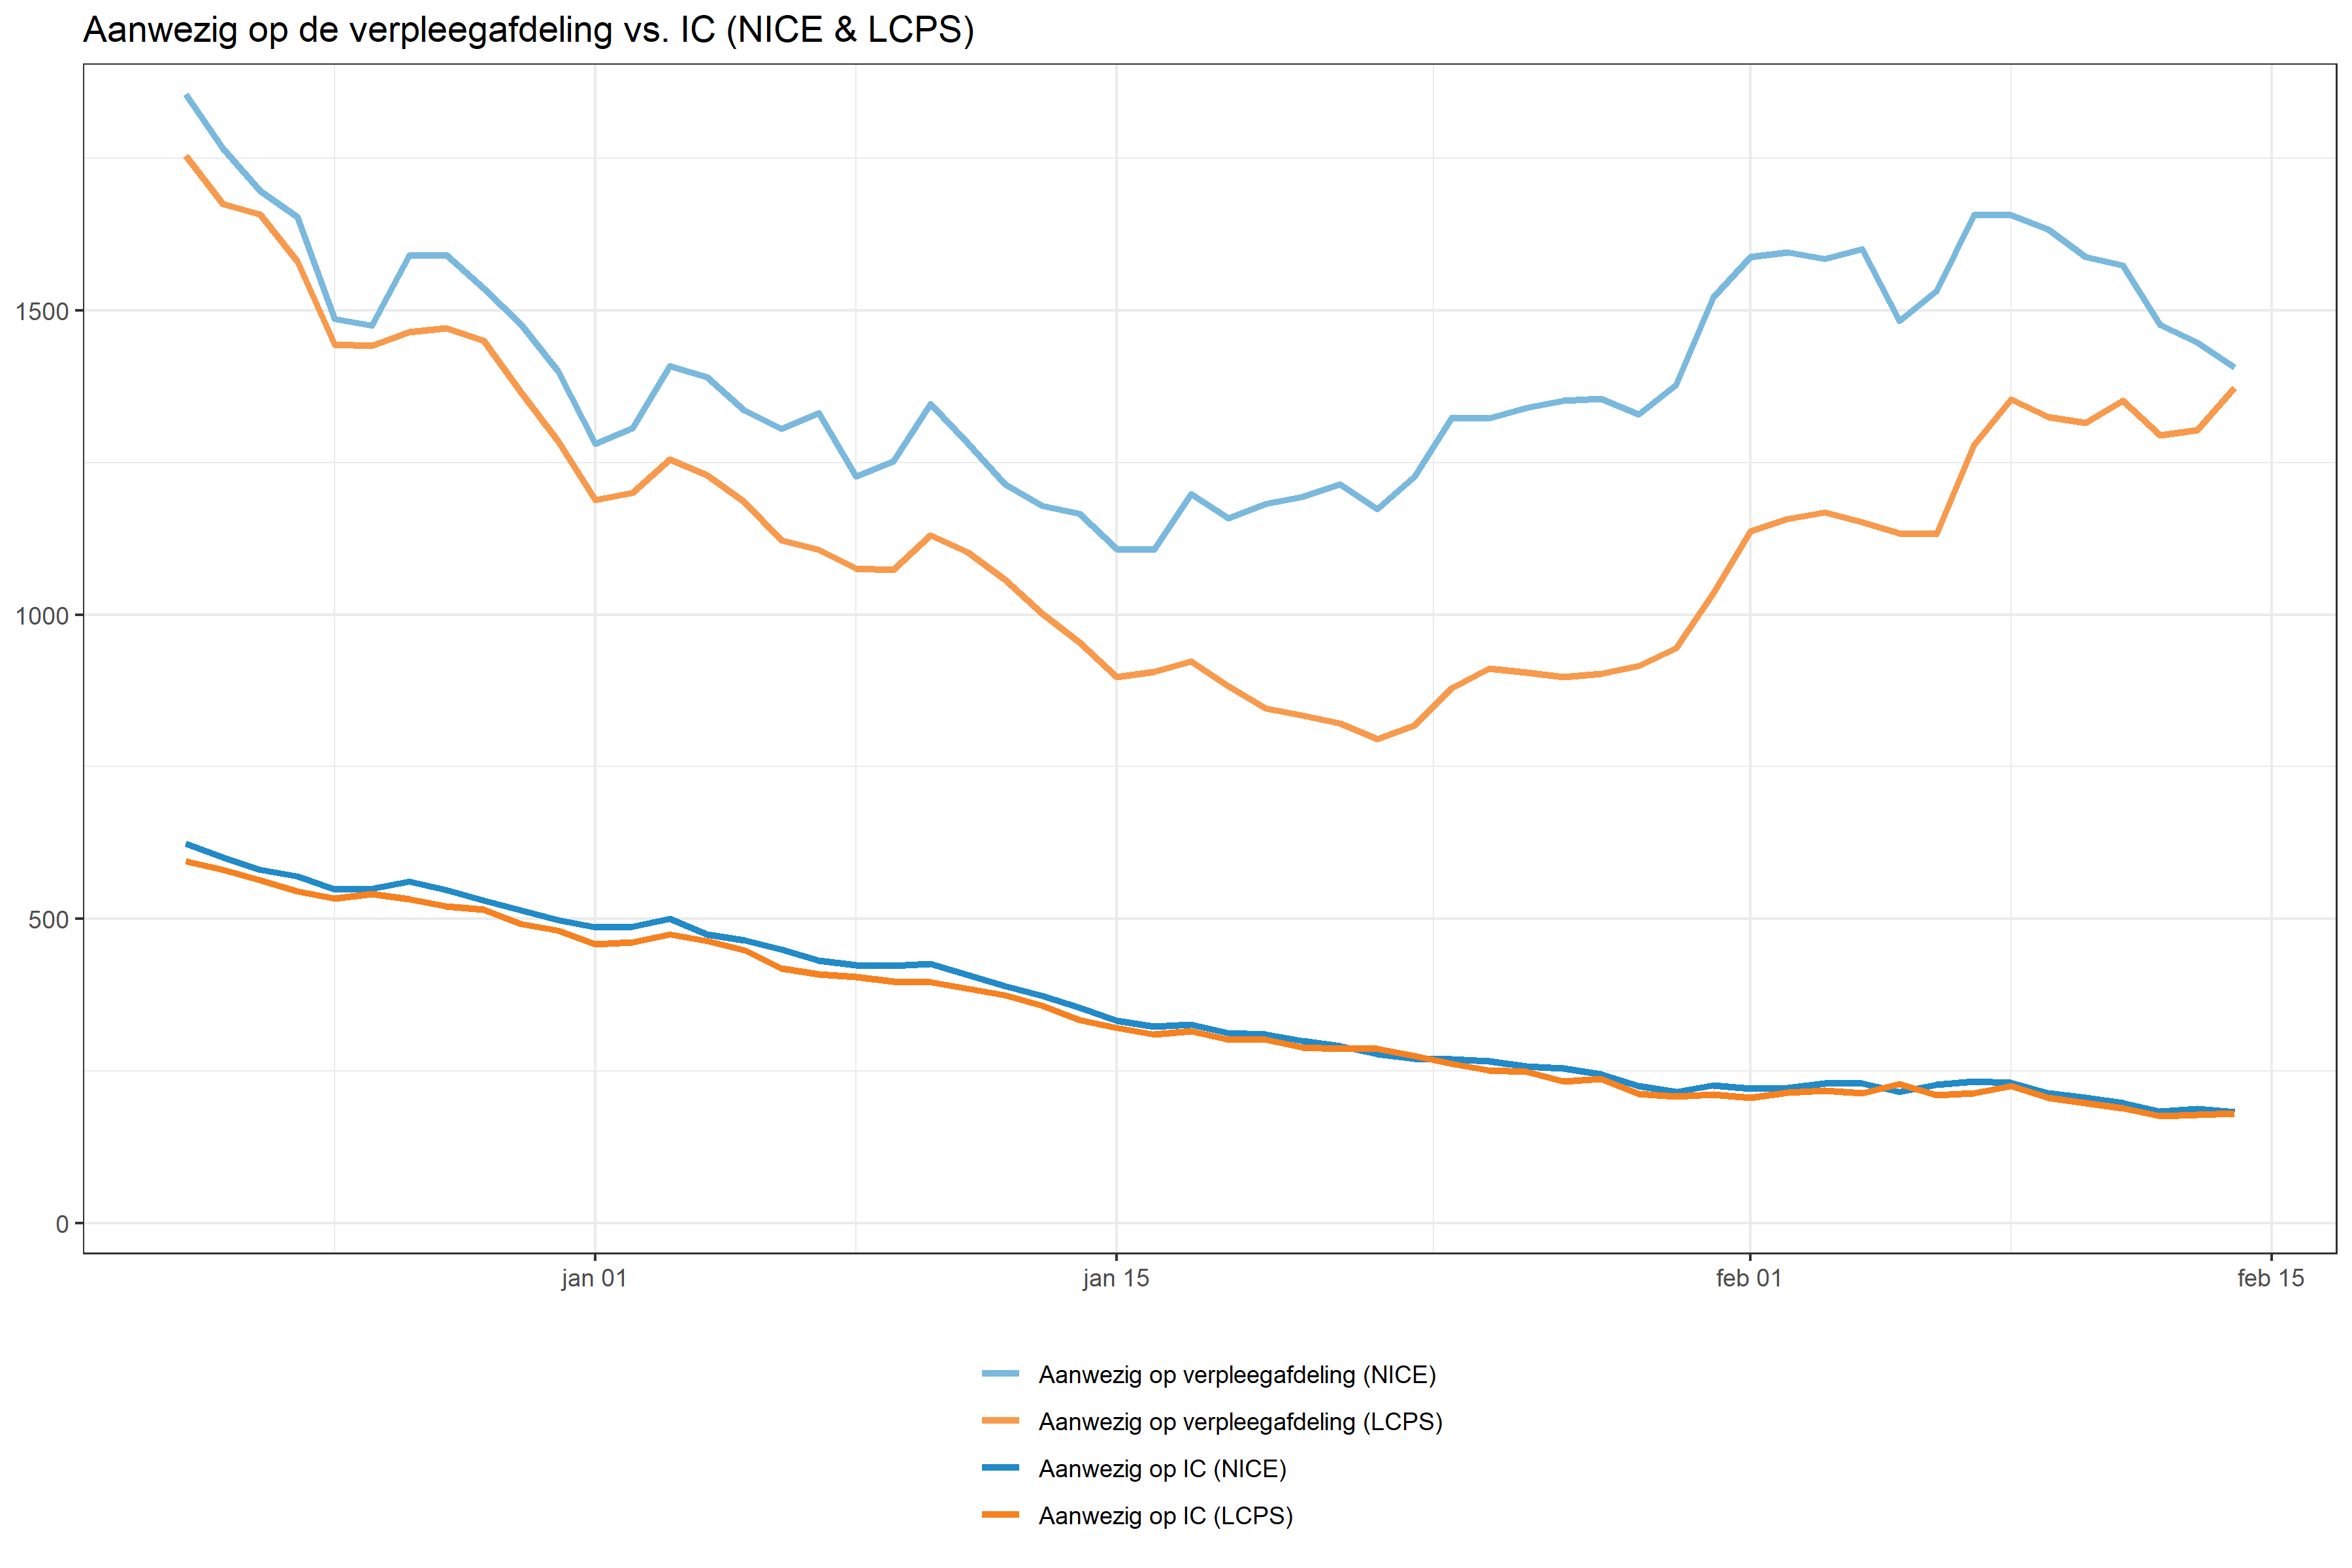 Aanwezig op de verpleegafdeling vs. IC (NICE & LCPS)
1500
1000
500
0
jan 01
jan 15
feb 01
feb 15
Aanwezig op verpleegafdeling (NICE)
Aanwezig op verpleegafdeling (LCPS)
Aanwezig op IC (NICE)
Aanwezig op IC (LCPS)